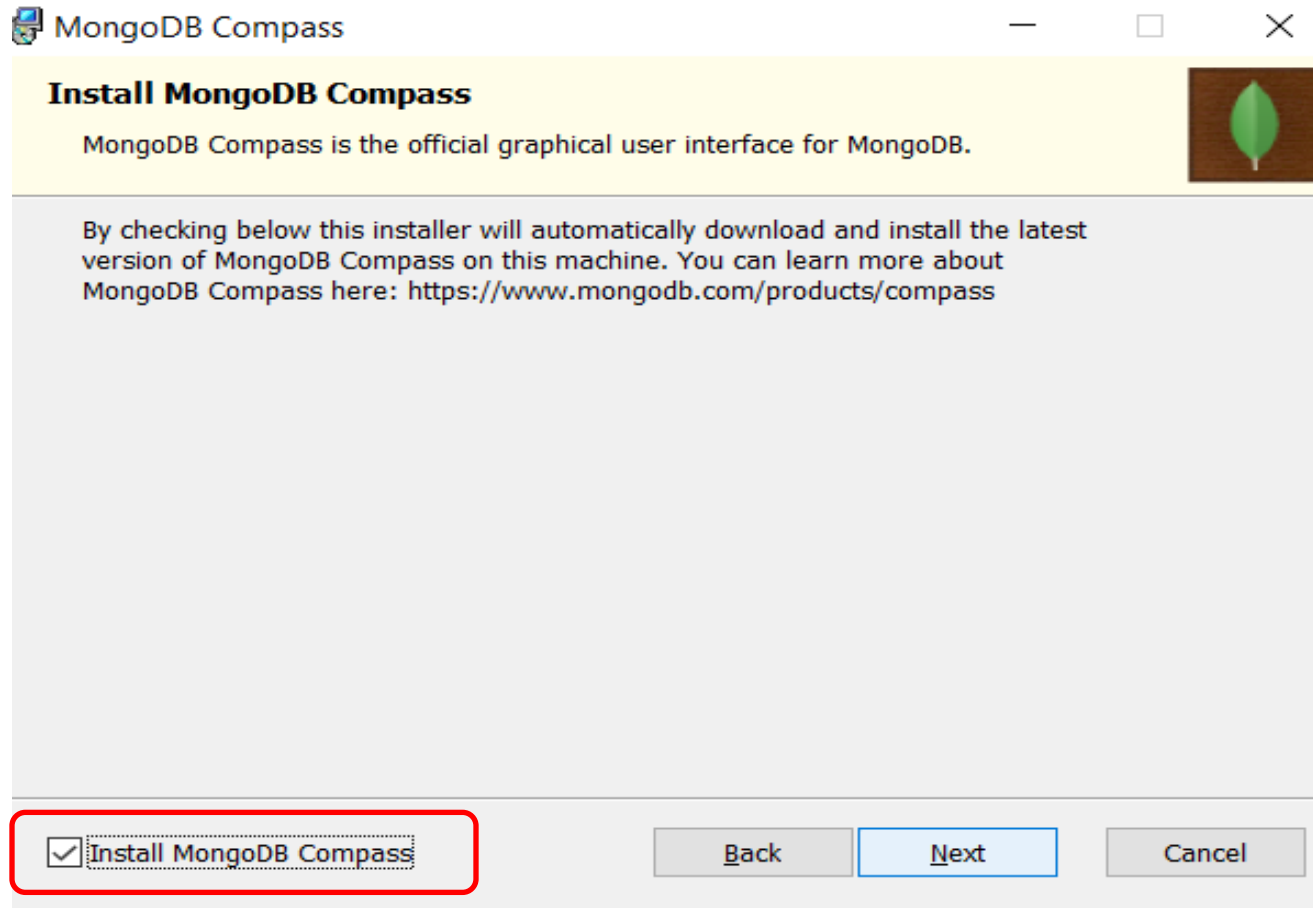 MongoDB Compass
Install MongoDB Compass
MongoDB Compass is the official graphical user interface for MongoDB.
By checking below this installer will automatically download and install the latest
version of MongoDB Compass on this machine. You can learn more about
MongoDB Compass here: https://www.mongodb.com/products/compass
Install MongoDB Compass
Back
Next
Cancel